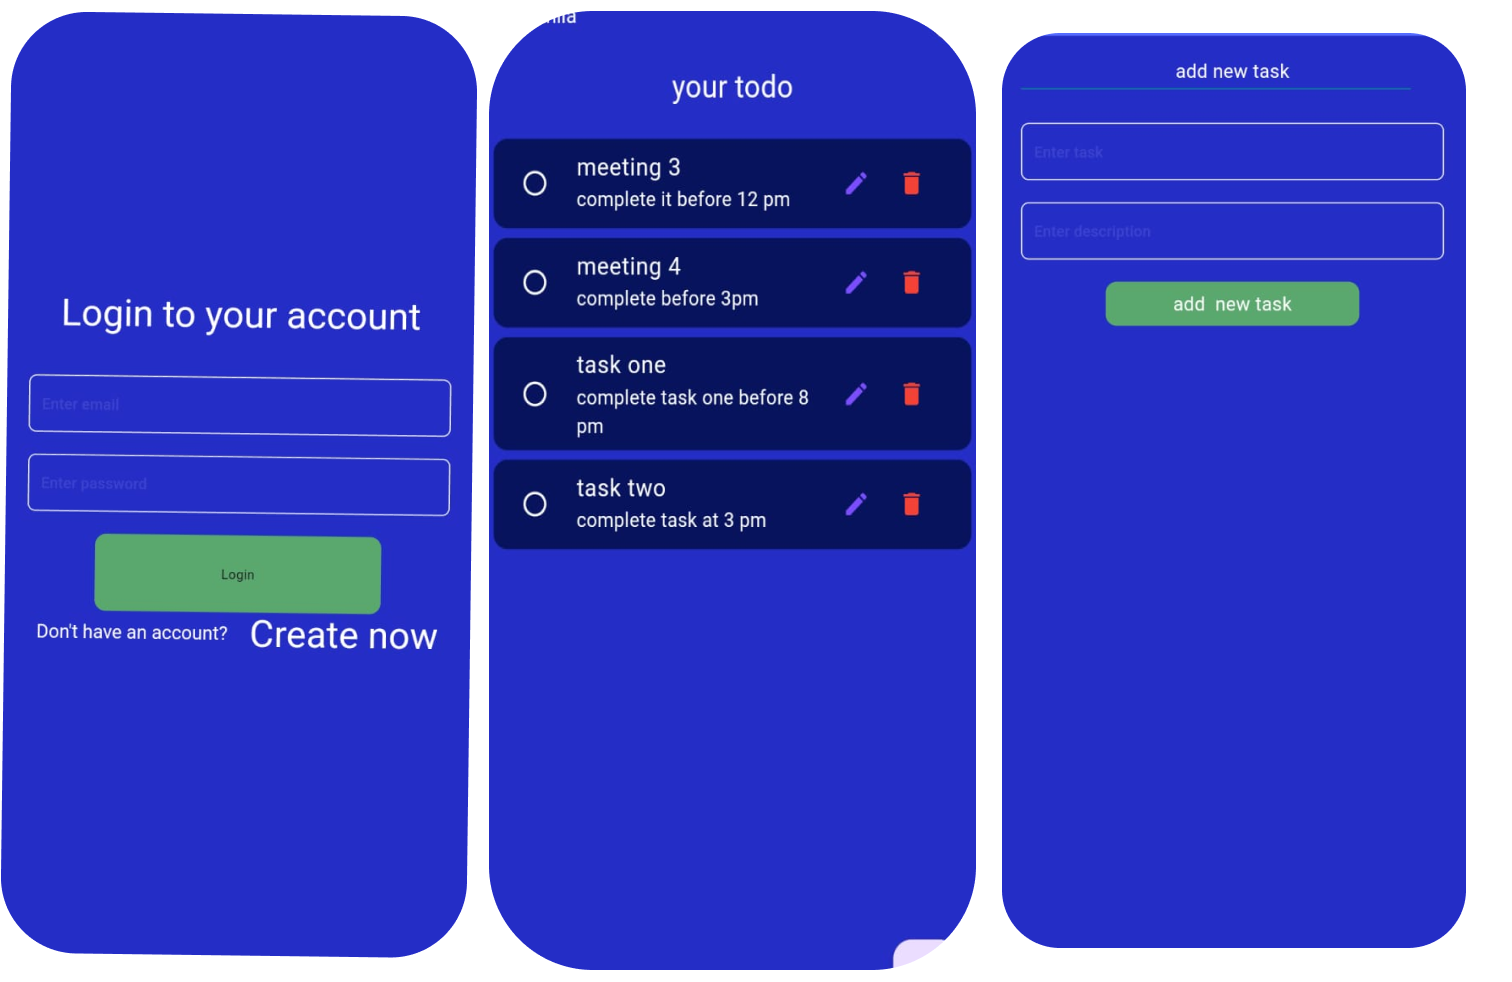 Login to your account
Enter email
Enter password
Login
Don't have an account? Create now
your todo
meeting 3
complete it before 12 pm
meeting 4
complete before 3pm
task one
complete task one before 8
pm
task two
complete task at 3 pm
add new task
Enter task
Enter description
add new task